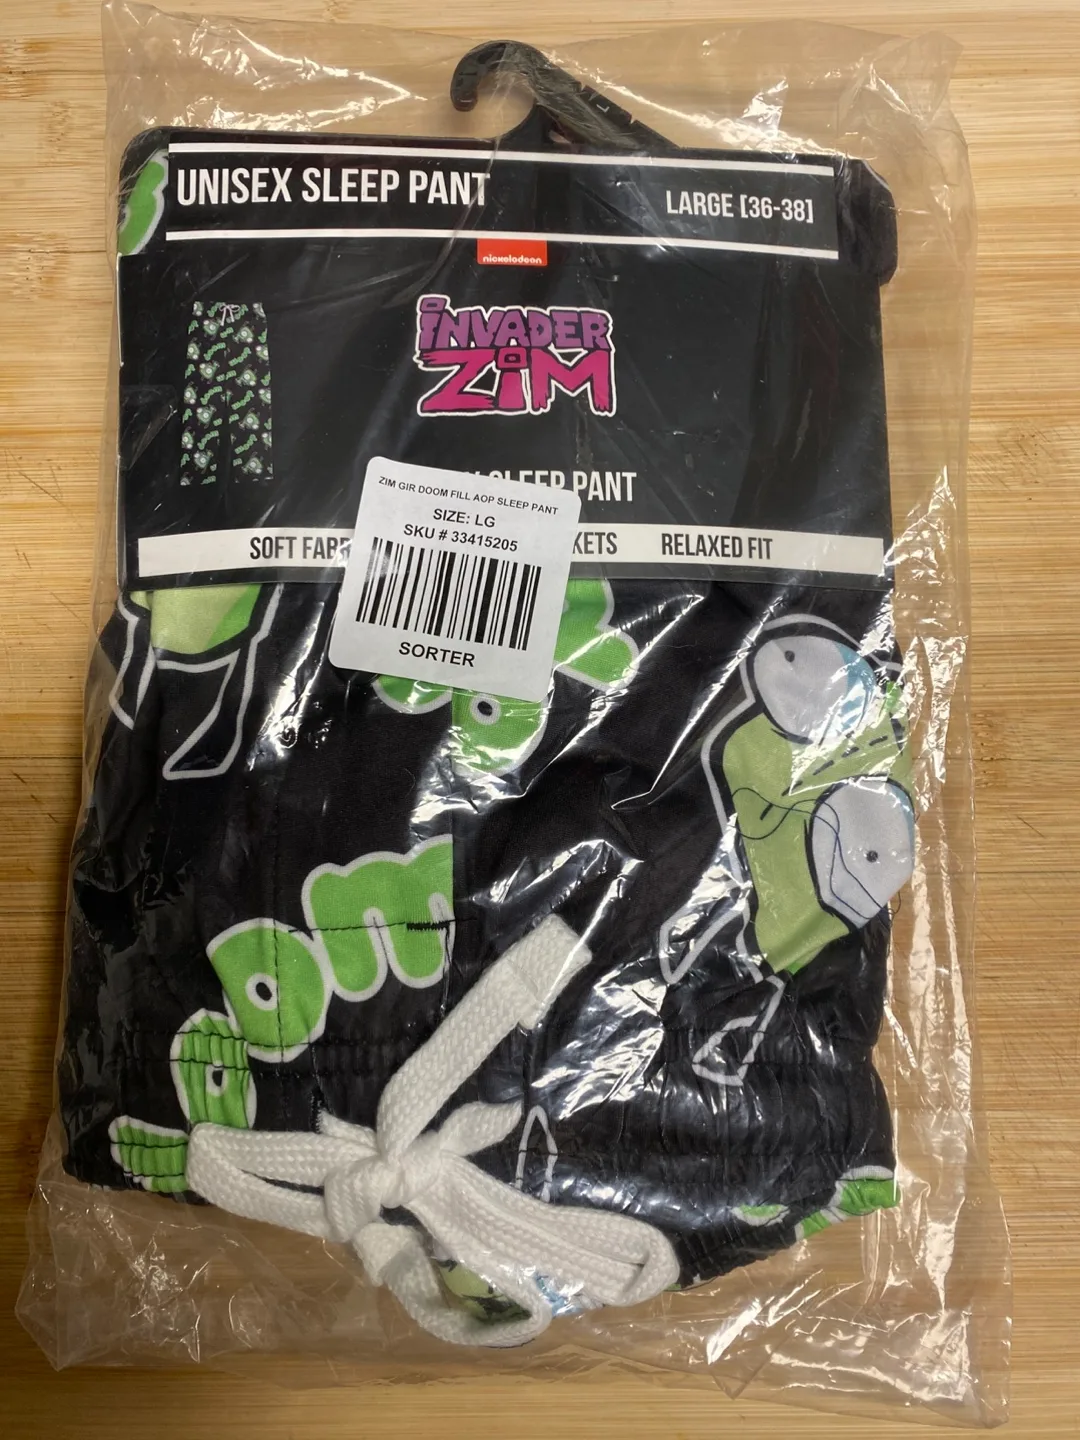 UNISEX SLEEP PANT
LARGE [36-38]
nickelodeon
INVADER
ZIM
SLEEP PANT
ZIM GIR DOOM FILL AOP SLEEP PANT
SIZE: LG
SKU # 33415205
SORTER
SOFT FABR
KETS
RELAXED FIT
OOM